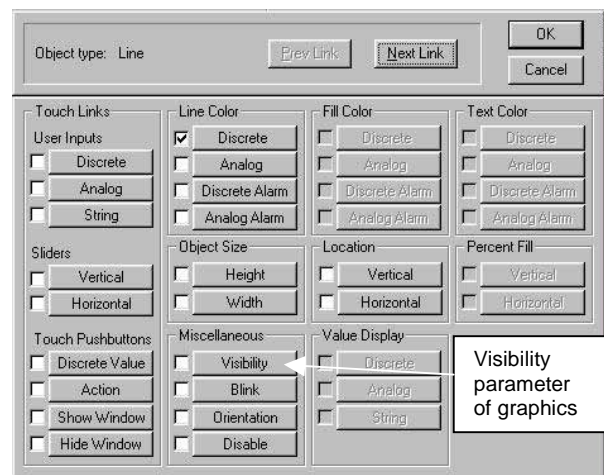 Object type: Line
Prev Link
Next Link
OK
Cancel
Touch Links
User Inputs
Discrete
Analog
String
Sliders
Vertical
Horizontal
Touch Pushbuttons
Discrete Value
Action
Show Window
Hide Window
Line Color
Discrete
Analog
Discrete Alarm
Analog Alarm
Object Size
Height
Width
Miscellaneous
Visibility
Blink
Orientation
Disable
Fill Color
Discrete
Analog
Discrete Alarm
Analog Alarm
Location
Vertical
Horizontal
Value Display
Discrete
Analog
String
Text Color
Discrete
Analog
Discrete Alarm
Analog Alarm
Percent Fill
Vertical
Horizontal
Visibility
parameter
of graphics